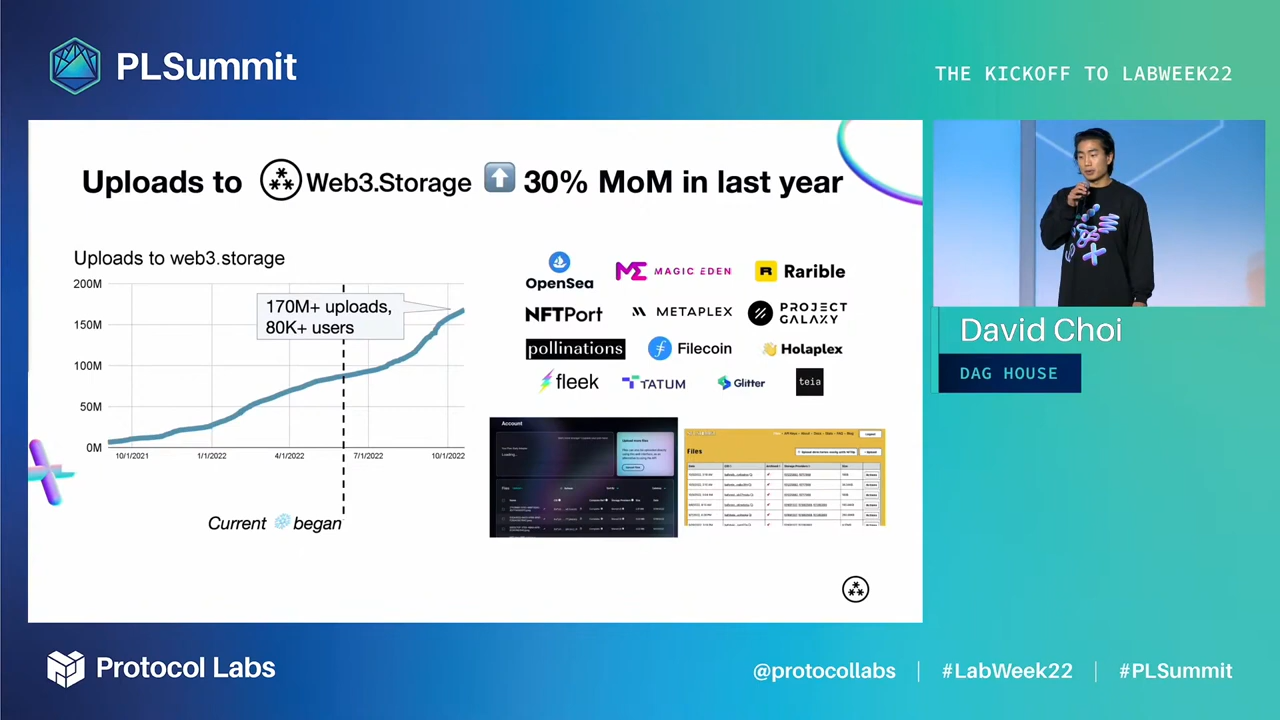 PLSummit
THE KICKOFF TO LABWEEK22
Uploads to Web3.Storage 30% MoM in last year
Uploads to web3.storage
200M
150M
100M
50M
0M
170M+ uploads,
80K+ users
10/1/2021
1/1/2022
4/1/2022
7/1/2022
10/1/2022
Current began
OpenSea
MAGIC EDEN
Rarible
NFTPort
METAPLEX
PROJECT
GALAXY
pollinations
Filecoin
Holaplex
fleek
TATUM
Glitter
teia
Account
Loading...
Files
Files
David Choi
DAG HOUSE
Protocol Labs
@protocollabs | #LabWeek22 | #PLSummit